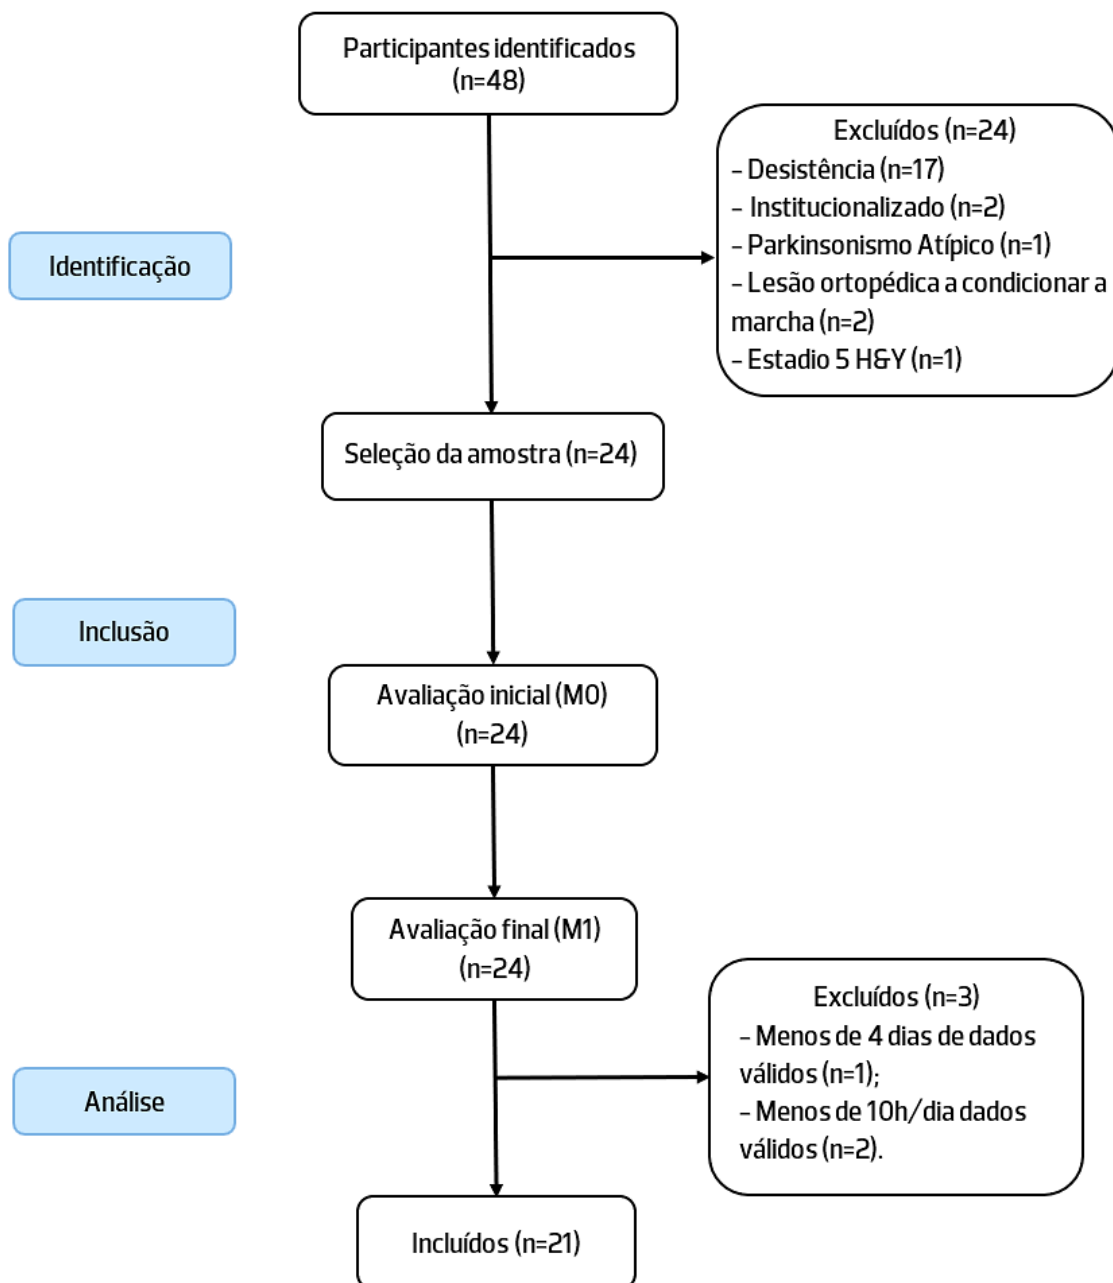 Participantes identificados
(n=48)
Excluídos (n=24)
- Desistência (n=17)
- Institucionalizado (n=2)
- Parkinsonismo Atípico (n=1)
- Lesão ortopédica a condicionar a
marcha (n=2)
- Estadio 5 H&Y (n=1)
Identificação
Seleção da amostra (n=24)
Inclusão
Avaliação inicial (M0)
(n=24)
Avaliação final (M1)
(n=24)
Excluídos (n=3)
- Menos de 4 dias de dados
válidos (n=1);
- Menos de 10h/dia dados
válidos (n=2).
Análise
Incluídos (n=21)